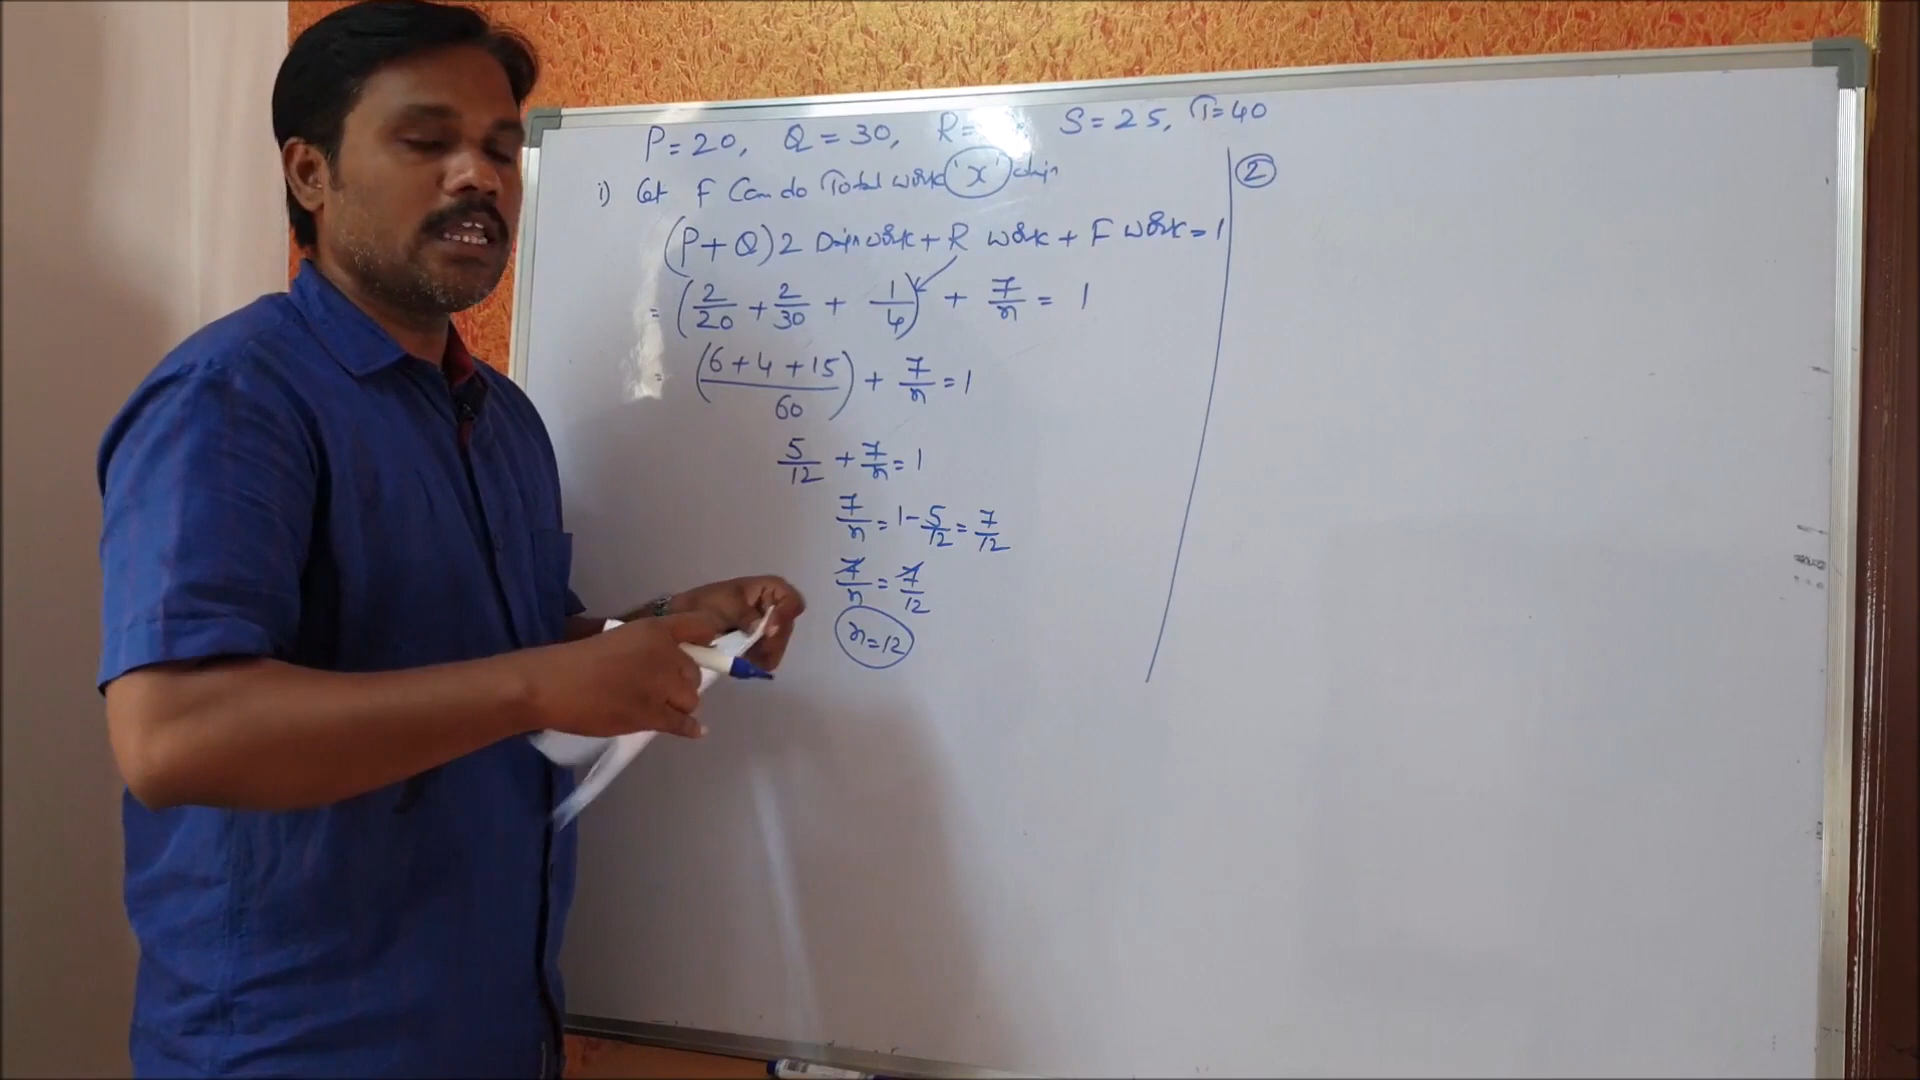 P = 20, Q = 30, R = S = 25, T = 40
i) Let F Can do Total work 'x' days
(P + Q) 2 Days work + R work + F work = 1
= (2/20 + 2/30 + 1/4) + 7/x = 1
= (6 + 4 + 15 / 60) + 7/x = 1
5/12 + 7/x = 1
7/x = 1 - 5/12 = 7/12
7/x = 7/12
x = 12
2